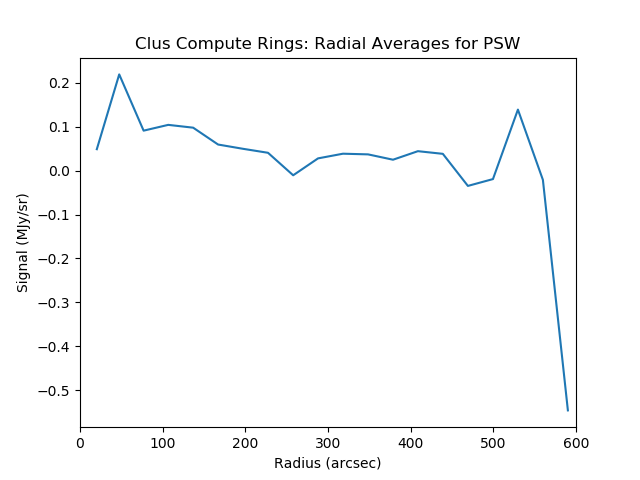 Clus Compute Rings: Radial Averages for PSW
0.2
0.1
0.0
−0.1
−0.2
−0.3
−0.4
−0.5
Signal (MJy/sr)
0 100 200 300 400 500 600
Radius (arcsec)